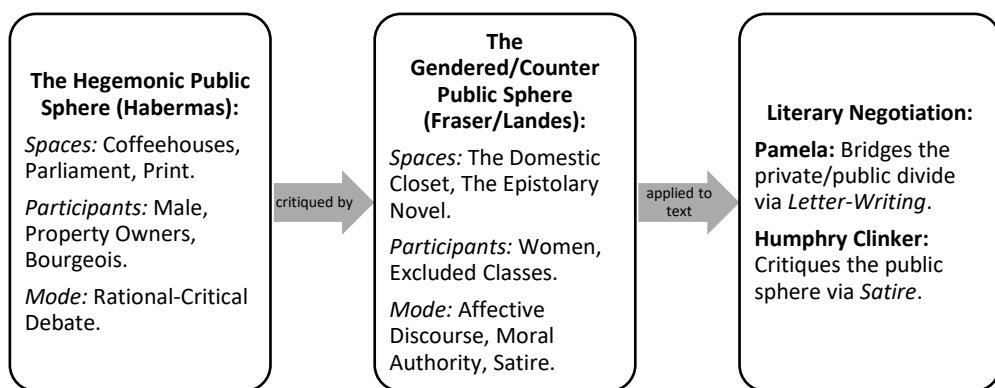 The Hegemonic Public
Sphere (Habermas):
Spaces: Coffeehouses,
Parliament, Print.
Participants: Male,
Property Owners,
Bourgeois.
Mode: Rational-Critical
Debate.
critiqued by
The
Gendered/Counter
Public Sphere
(Fraser/Landes):
Spaces: The Domestic
Closet, The Epistolary
Novel.
Participants: Women,
Excluded Classes.
Mode: Affective
Discourse, Moral
Authority, Satire.
applied to
text
Literary Negotiation:
Pamela: Bridges the
private/public divide
via Letter-Writing.
Humphry Clinker:
Critiques the public
sphere via Satire.